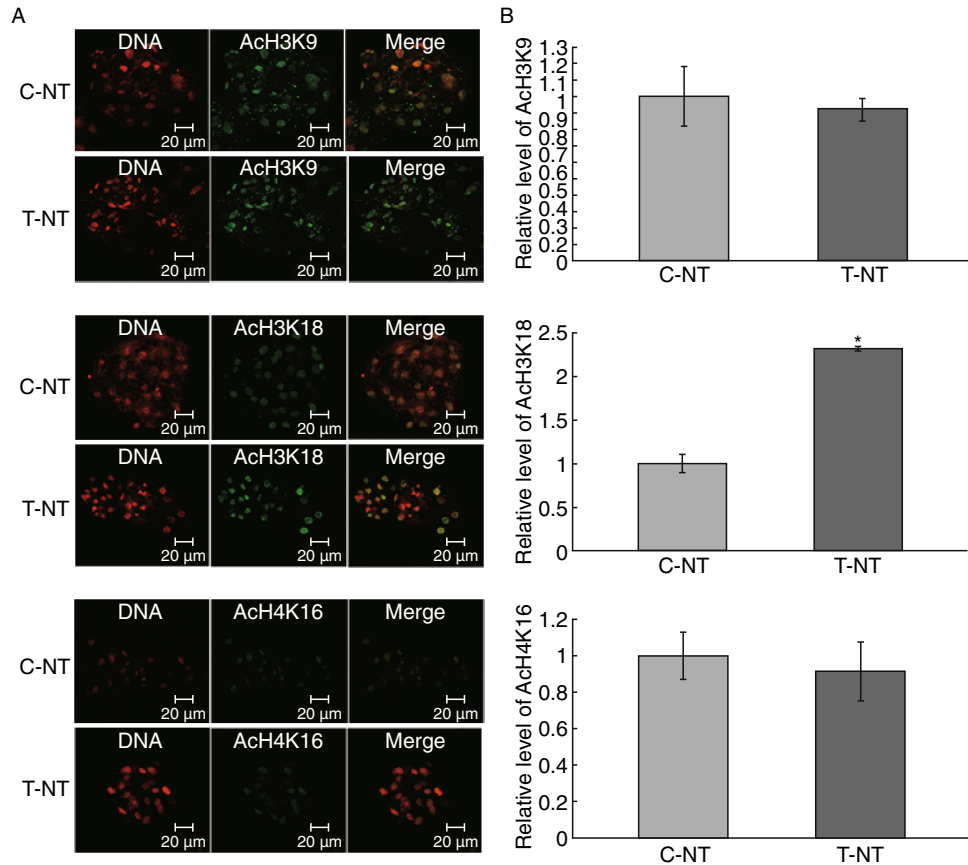 A
DNA AcH3K9 Merge
C-NT
20 µm 20 µm 20 µm
DNA AcH3K9 Merge
T-NT
20 µm 20 µm 20 µm
DNA AcH3K18 Merge
C-NT
20 µm 20 µm 20 µm
DNA AcH3K18 Merge
T-NT
20 µm 20 µm 20 µm
DNA AcH4K16 Merge
C-NT
20 µm 20 µm 20 µm
DNA AcH4K16 Merge
T-NT
20 µm 20 µm 20 µm
B
Relative level of AcH3K9
1.3
1.2
1.1
1
0.9
0.8
0.7
0.6
0.5
0.4
0.3
0.2
0
C-NT T-NT
Relative level of AcH3K18
2.5
2
1.5
1
0.5
0
*
C-NT T-NT
Relative level of AcH4K16
1.2
1
0.8
0.6
0.4
0.2
0
C-NT T-NT